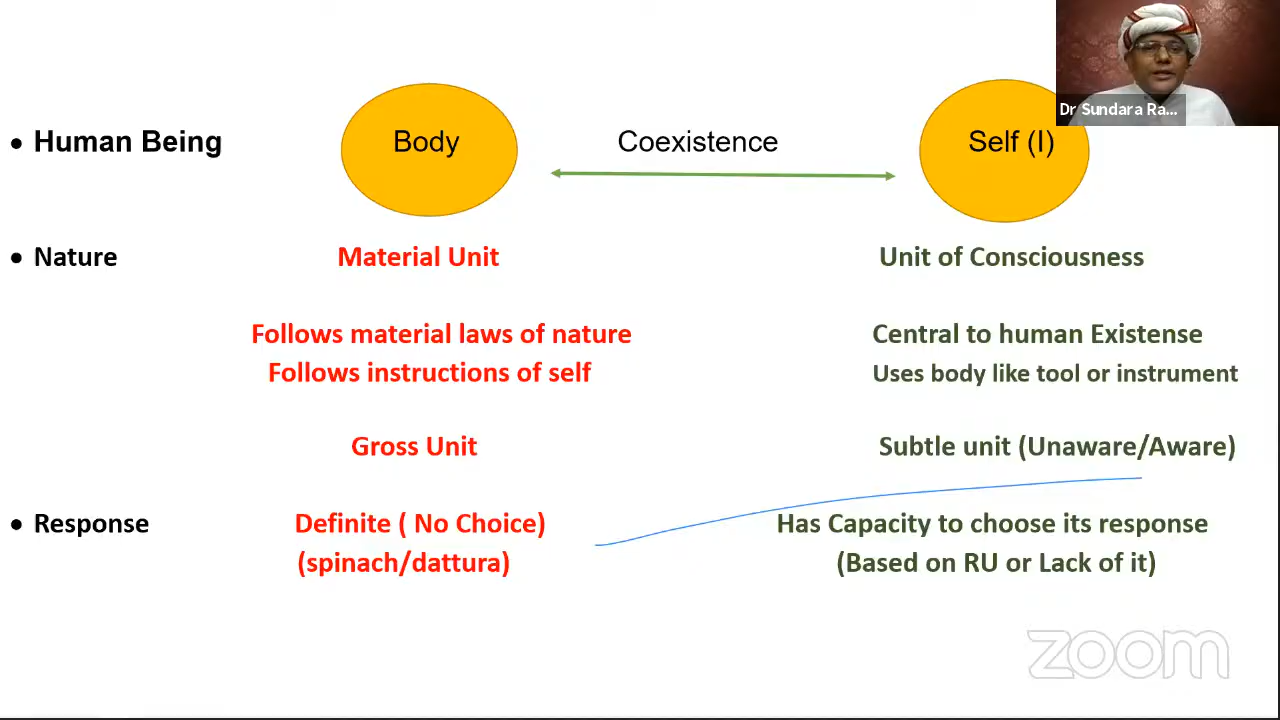 Dr Sundara Ra...
• Human Being Body Coexistence Self (I)
• Nature Material Unit Unit of Consciousness
Follows material laws of nature Central to human Existense
Follows instructions of self Uses body like tool or instrument
Gross Unit Subtle unit (Unaware/Aware)
• Response Definite ( No Choice) Has Capacity to choose its response
(spinach/dattura) (Based on RU or Lack of it)
zoom